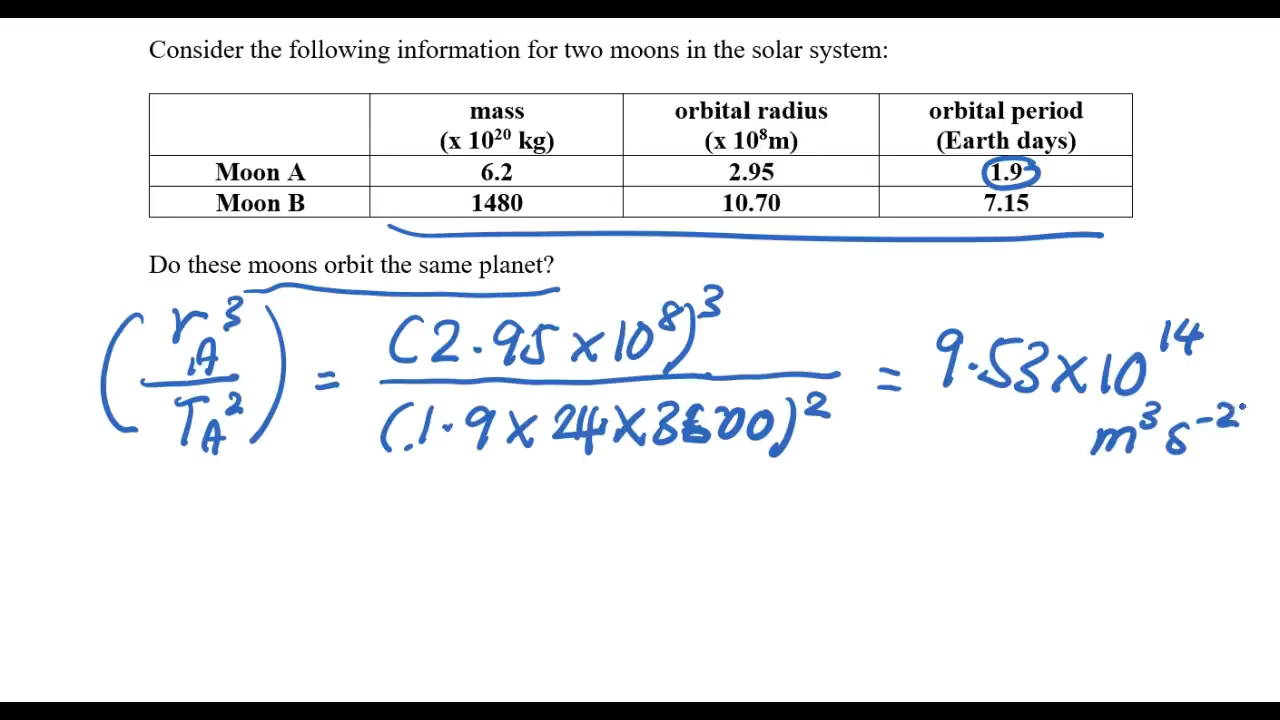 Consider the following information for two moons in the solar system:
mass (x 10²⁰ kg) orbital radius (x 10⁸m) orbital period (Earth days)
Moon A 6.2 2.95 1.9
Moon B 1480 10.70 7.15
Do these moons orbit the same planet?
(r_A³ / T_A²) = (2.95 x 10⁸)³ / (1.9 x 24 x 3600)² = 9.53 x 10¹⁴
m³ s⁻²